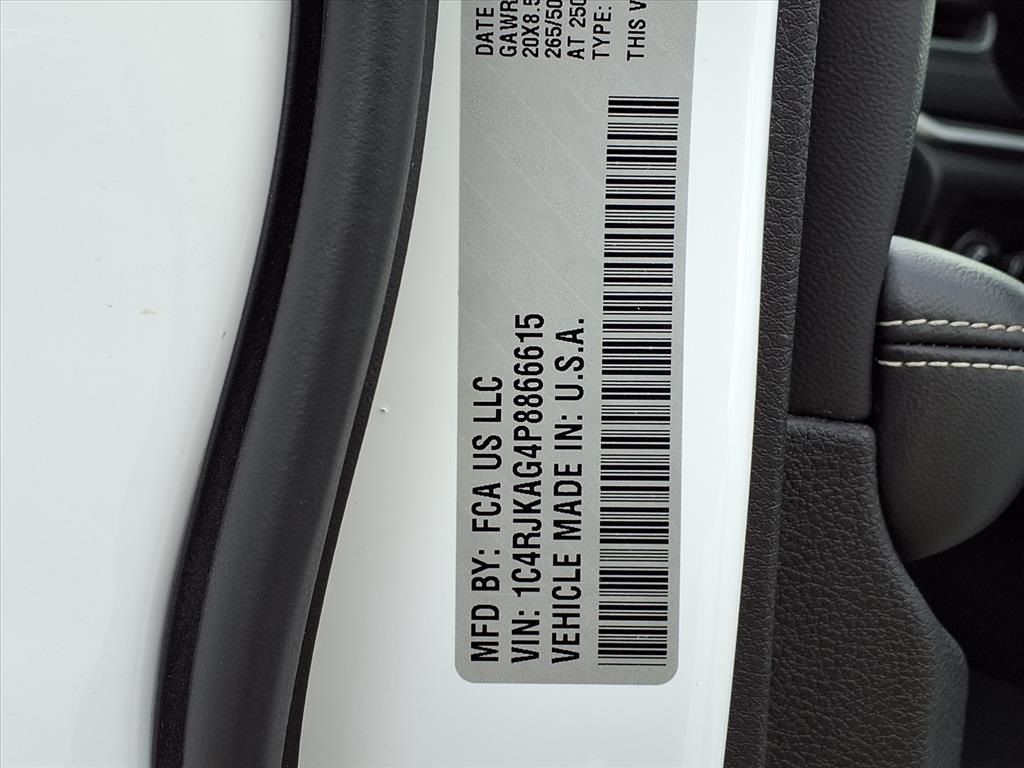 MFD BY: FCA US LLC
VIN: 1C4RJKAG4P8866615
VEHICLE MADE IN: U.S.A.
DATE
GAWR
20X8.5
265/50
AT 250
TYPE:
THIS V